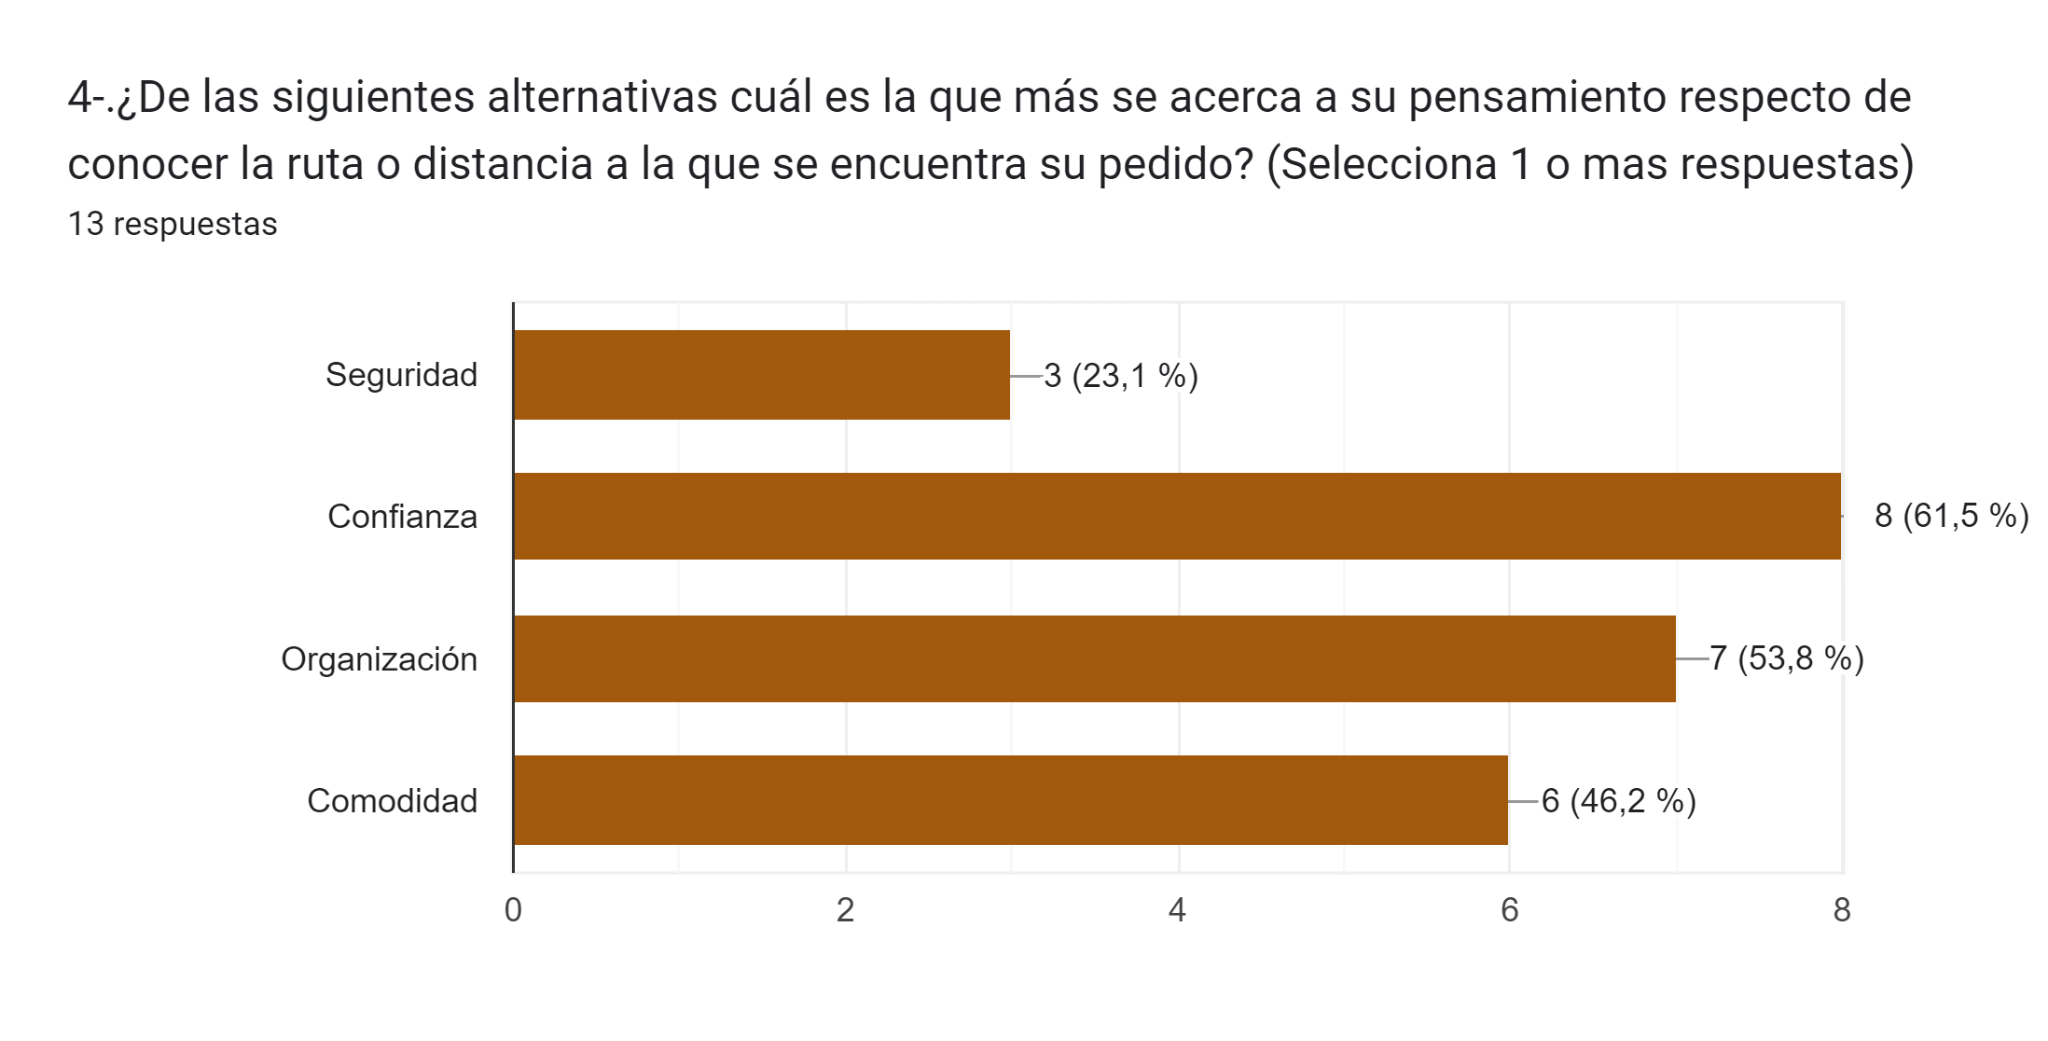 4-.¿De las siguientes alternativas cuál es la que más se acerca a su pensamiento respecto de
conocer la ruta o distancia a la que se encuentra su pedido? (Selecciona 1 o mas respuestas)
13 respuestas
Seguridad
3 (23,1 %)
Confianza
8 (61,5 %)
Organización
7 (53,8 %)
Comodidad
6 (46,2 %)
0 2 4 6 8